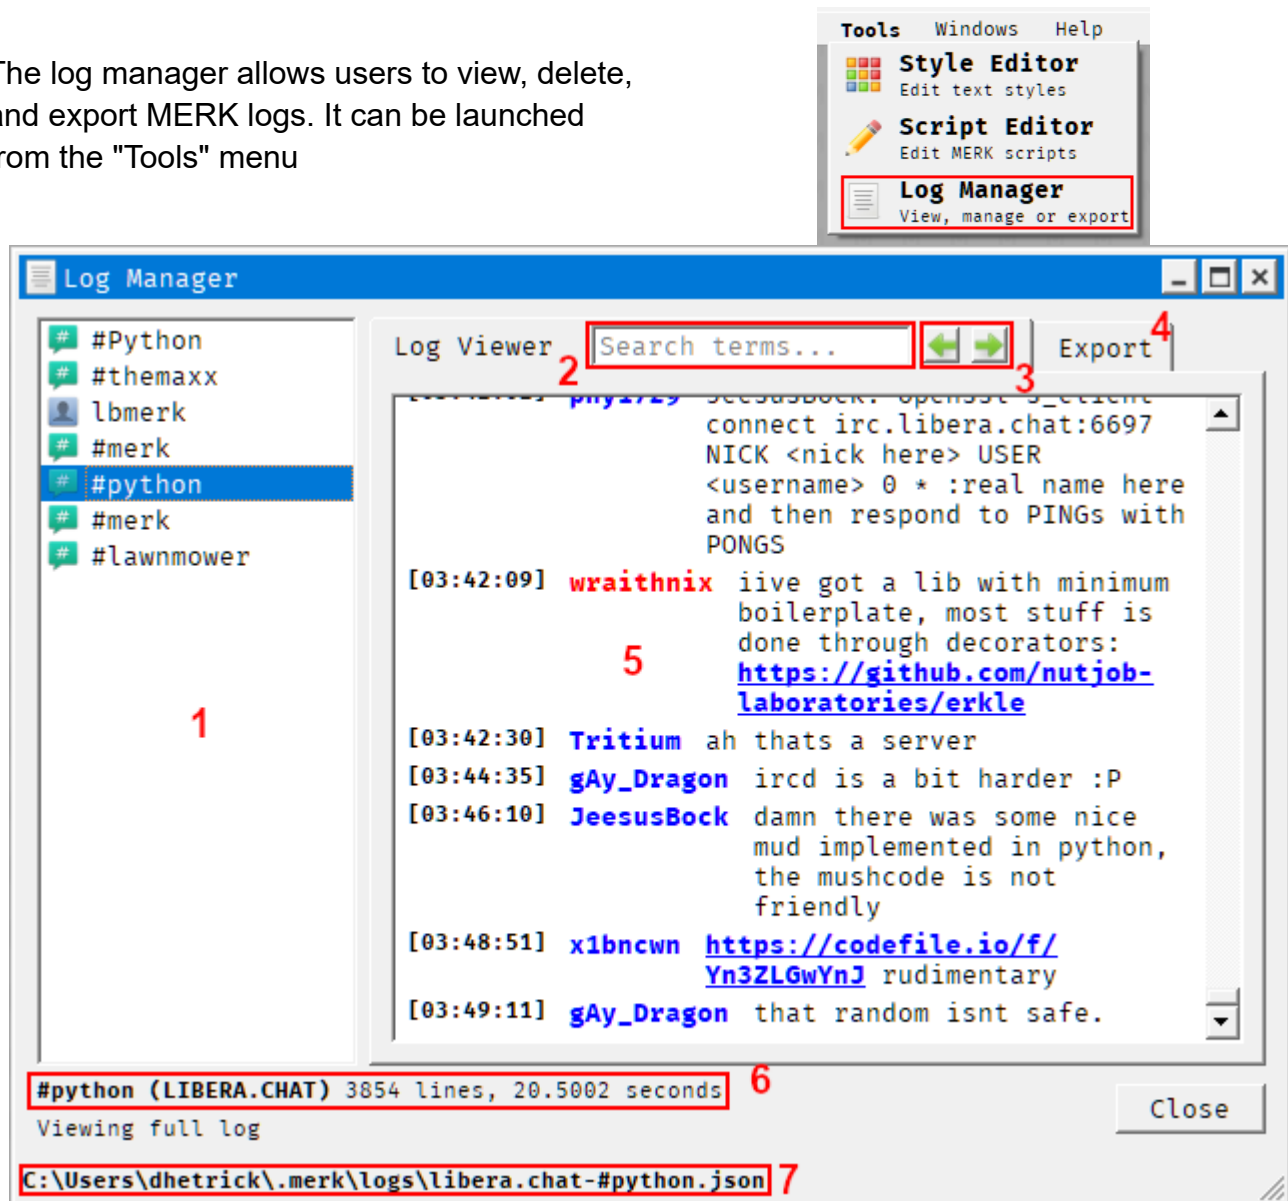 The log manager allows users to view, delete,
and export MERK logs. It can be launched
from the "Tools" menu
Tools Windows Help
Style Editor
Edit text styles
Script Editor
Edit MERK scripts
Log Manager
View, manage or export
Log Manager
#Python
#themaxx
lbmerk
#merk
#python
#merk
#lawnmower
1
Log Viewer
2
Search terms...
3
Export
4
connect irc.libera.chat:6697
NICK <nick here> USER
<username> 0 * :real name here
and then respond to PINGs with
PONGS
[03:42:09] wraithnix iive got a lib with minimum
boilerplate, most stuff is
done through decorators:
https://github.com/nutjob-
laboratories/erkle
5
[03:42:30] Tritium ah thats a server
[03:44:35] gAy_Dragon ircd is a bit harder :P
[03:46:10] JeesusBock damn there was some nice
mud implemented in python,
the mushcode is not
friendly
[03:48:51] x1bncwn https://codefile.io/f/
Yn3ZLGwYnJ rudimentary
[03:49:11] gAy_Dragon that random isnt safe.
#python (LIBERA.CHAT) 3854 lines, 20.5002 seconds
6
Viewing full log
Close
C:\Users\dhetrick\.merk\logs\libera.chat-#python.json
7